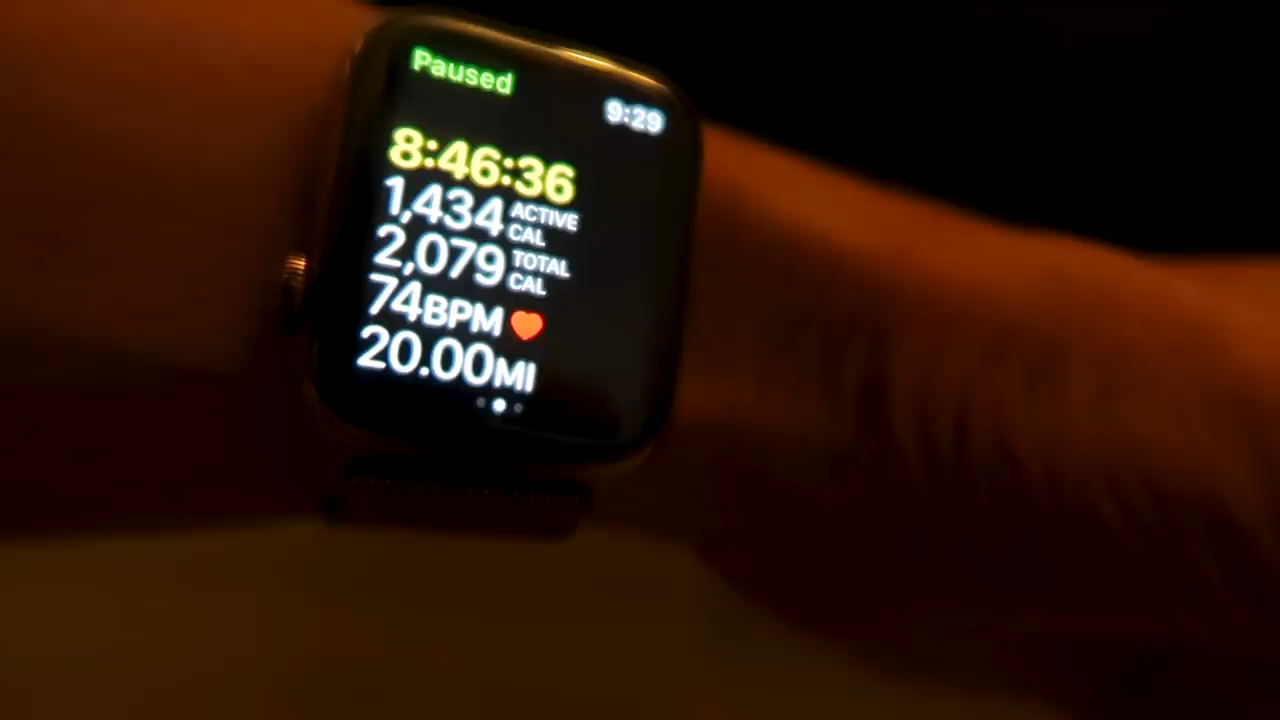 Paused
9:29
8:46:36
1,434 ACTIVE CAL
2,079 TOTAL CAL
74BPM
20.00MI